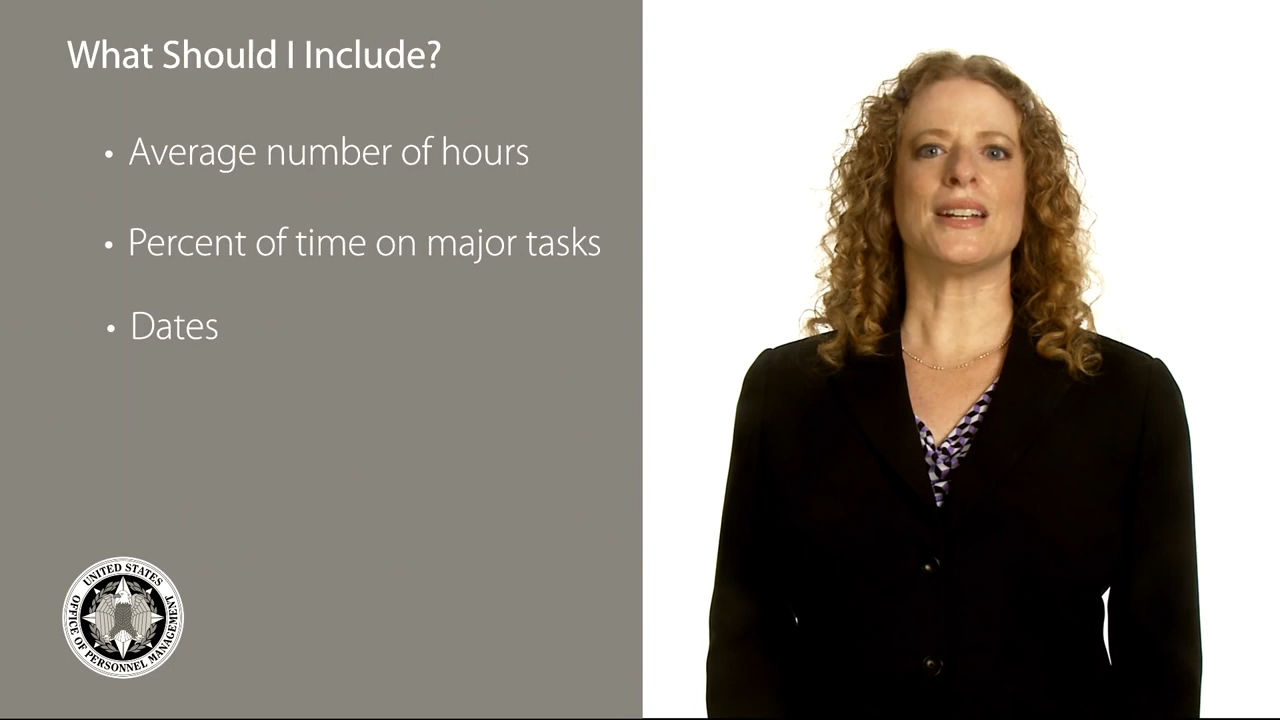 What Should I Include?
• Average number of hours
• Percent of time on major tasks
• Dates
UNITED STATES
OFFICE OF PERSONNEL MANAGEMENT